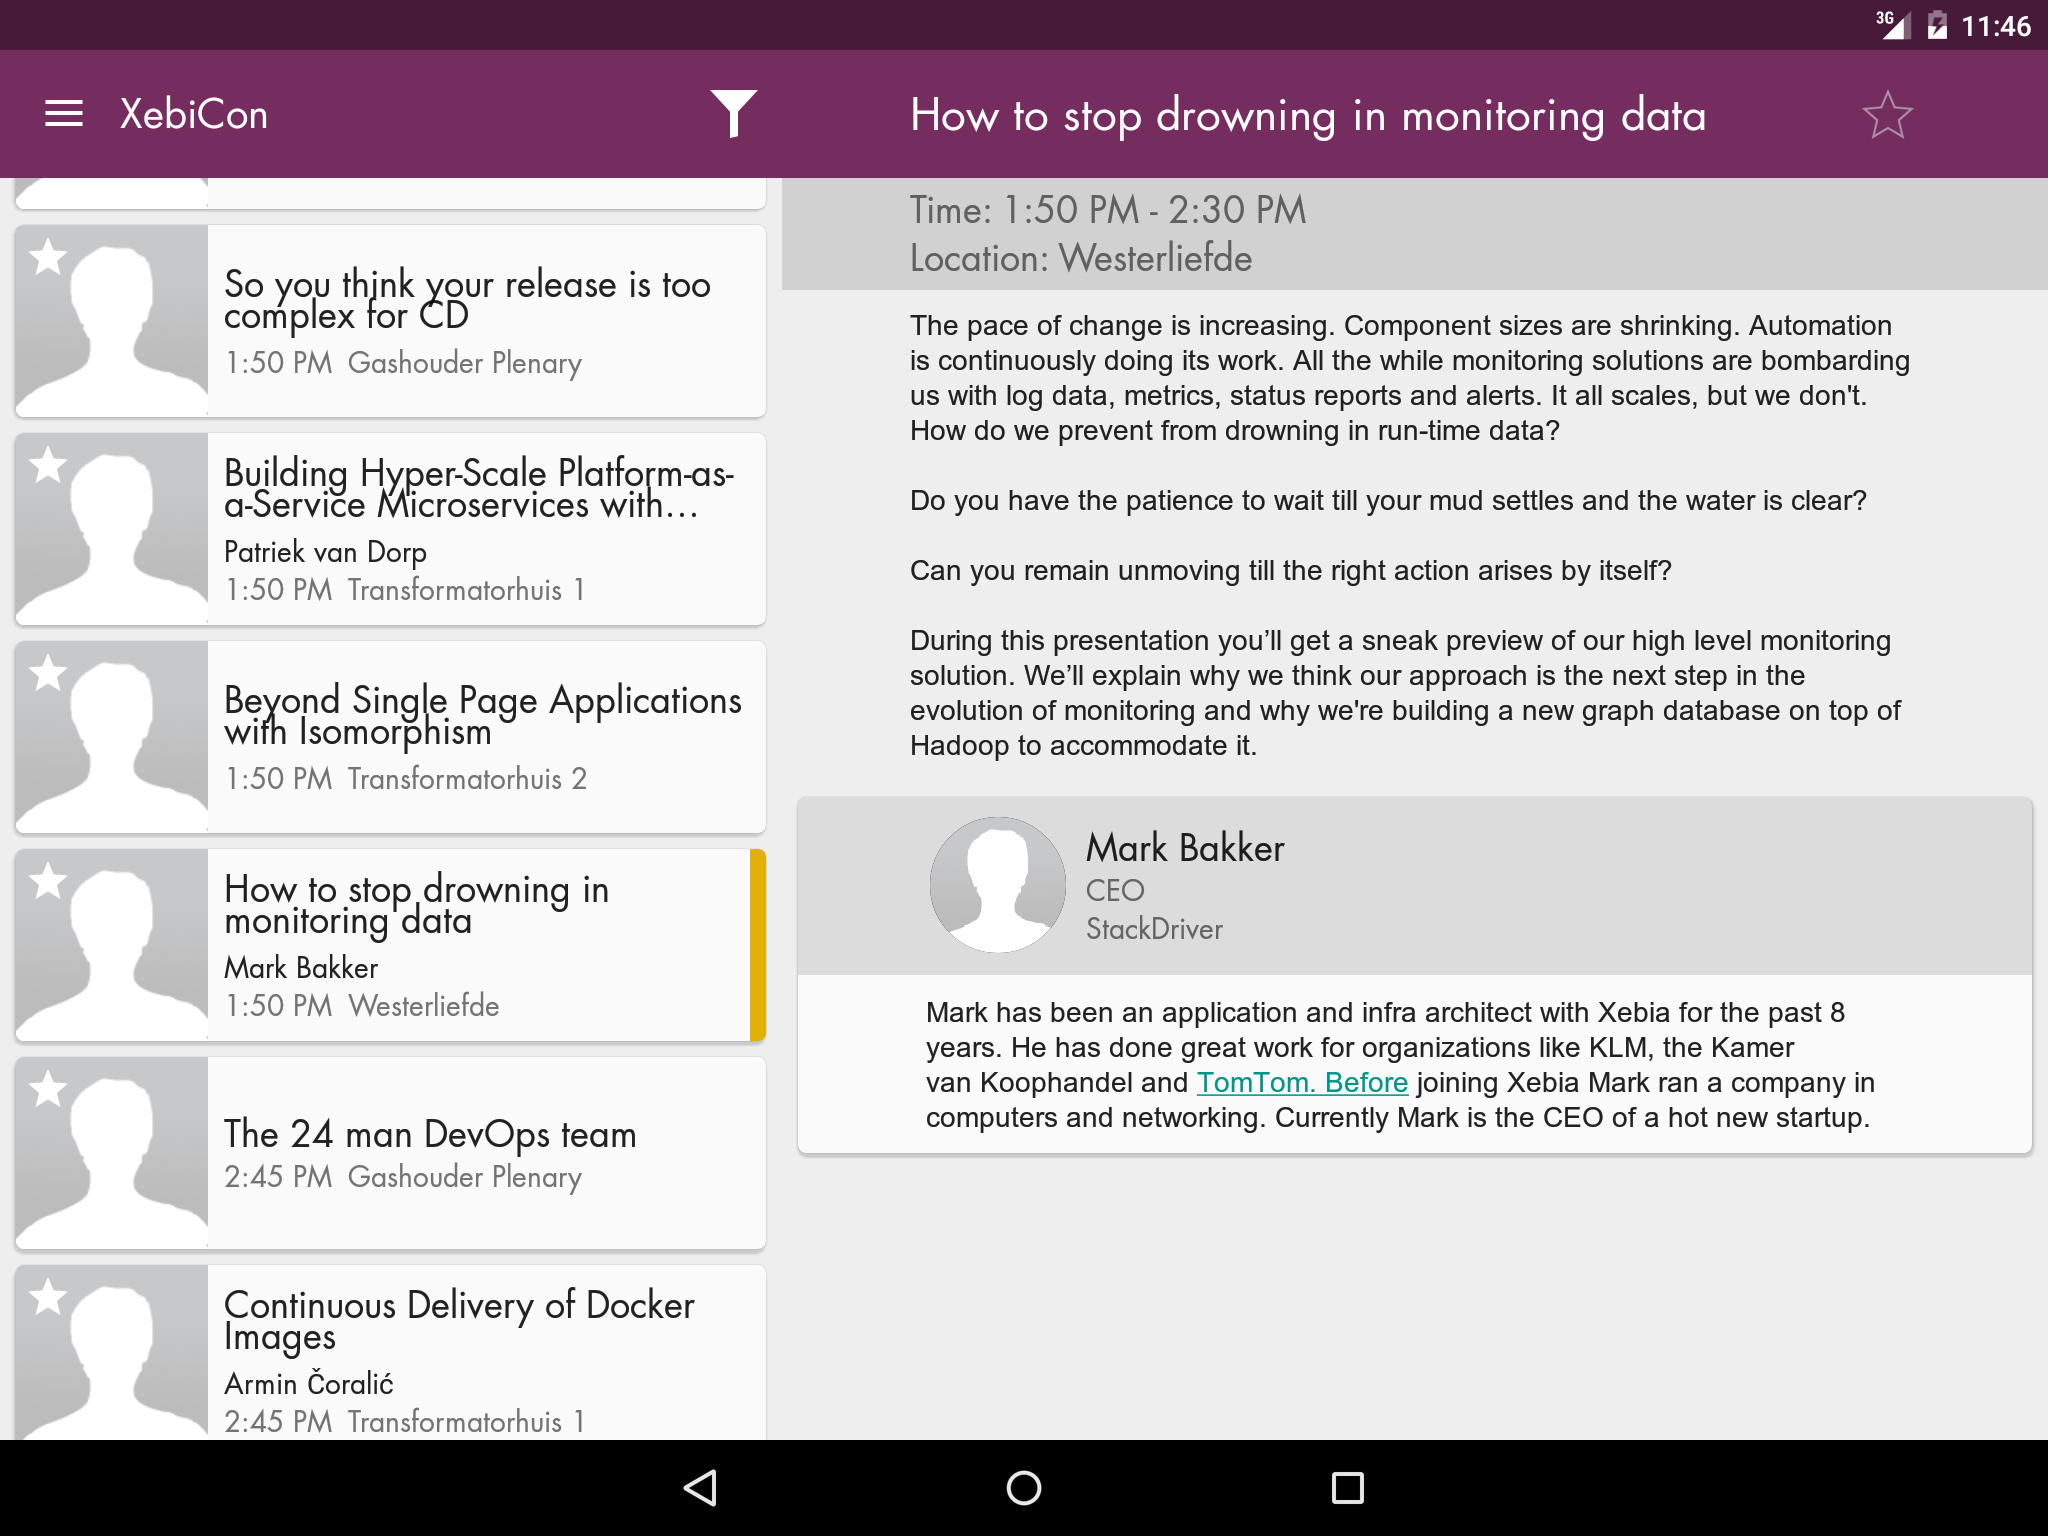 3G 11:46
XebiCon
How to stop drowning in monitoring data
So you think your release is too
complex for CD
1:50 PM Gashouder Plenary
Building Hyper-Scale Platform-as-
a-Service Microservices with...
Patriek van Dorp
1:50 PM Transformatorhuis 1
Beyond Single Page Applications
with Isomorphism
1:50 PM Transformatorhuis 2
How to stop drowning in
monitoring data
Mark Bakker
1:50 PM Westerliefde
The 24 man DevOps team
2:45 PM Gashouder Plenary
Continuous Delivery of Docker
Images
Armin Čoralić
2:45 PM Transformatorhuis 1
Time: 1:50 PM - 2:30 PM
Location: Westerliefde
The pace of change is increasing. Component sizes are shrinking. Automation
is continuously doing its work. All the while monitoring solutions are bombarding
us with log data, metrics, status reports and alerts. It all scales, but we don't.
How do we prevent from drowning in run-time data?
Do you have the patience to wait till your mud settles and the water is clear?
Can you remain unmoving till the right action arises by itself?
During this presentation you’ll get a sneak preview of our high level monitoring
solution. We’ll explain why we think our approach is the next step in the
evolution of monitoring and why we're building a new graph database on top of
Hadoop to accommodate it.
Mark Bakker
CEO
StackDriver
Mark has been an application and infra architect with Xebia for the past 8
years. He has done great work for organizations like KLM, the Kamer
van Koophandel and TomTom. Before joining Xebia Mark ran a company in
computers and networking. Currently Mark is the CEO of a hot new startup.